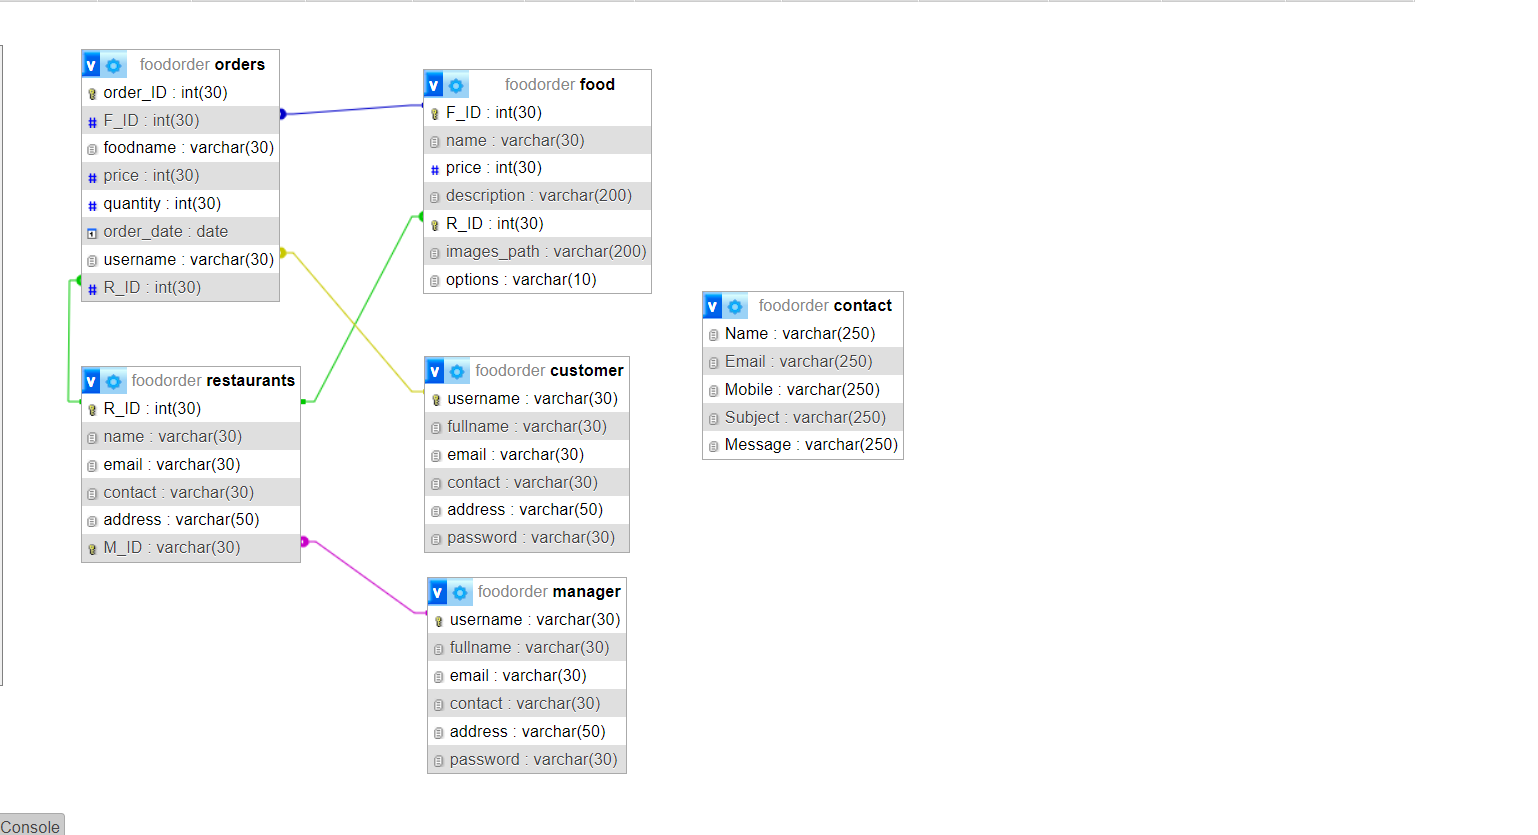 foodorder orders
order_ID : int(30)
F_ID : int(30)
foodname : varchar(30)
price : int(30)
quantity : int(30)
order_date : date
username : varchar(30)
R_ID : int(30)
foodorder food
F_ID : int(30)
name : varchar(30)
price : int(30)
description : varchar(200)
R_ID : int(30)
images_path : varchar(200)
options : varchar(10)
foodorder contact
Name : varchar(250)
Email : varchar(250)
Mobile : varchar(250)
Subject : varchar(250)
Message : varchar(250)
foodorder restaurants
R_ID : int(30)
name : varchar(30)
email : varchar(30)
contact : varchar(30)
address : varchar(50)
M_ID : varchar(30)
foodorder customer
username : varchar(30)
fullname : varchar(30)
email : varchar(30)
contact : varchar(30)
address : varchar(50)
password : varchar(30)
foodorder manager
username : varchar(30)
fullname : varchar(30)
email : varchar(30)
contact : varchar(30)
address : varchar(50)
password : varchar(30)
Console